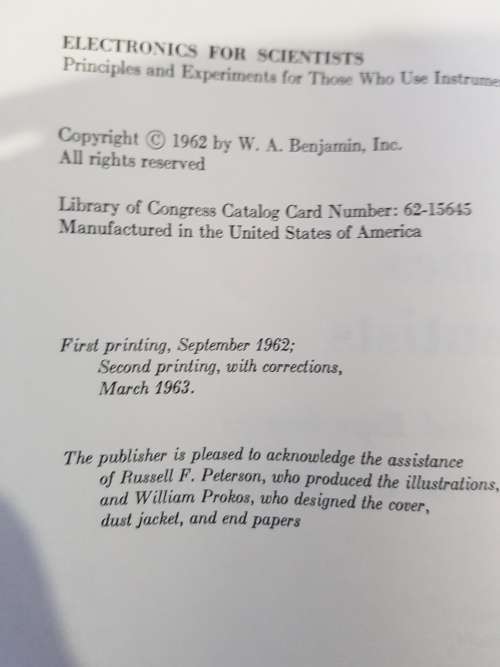 ELECTRONICS FOR SCIENTISTS
Principles and Experiments for Those Who Use Instrume
Copyright © 1962 by W. A. Benjamin, Inc.
All rights reserved
Library of Congress Catalog Card Number: 62-15645
Manufactured in the United States of America
First printing, September 1962;
Second printing, with corrections,
March 1963.
The publisher is pleased to acknowledge the assistance
of Russell F. Peterson, who produced the illustrations,
and William Prokos, who designed the cover,
dust jacket, and end papers